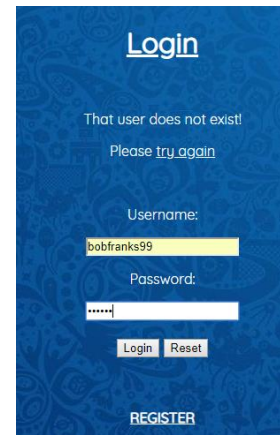 Login
That user does not exist!
Please try again
Username:
bobfranks99
Password:
••••••
Login Reset
REGISTER